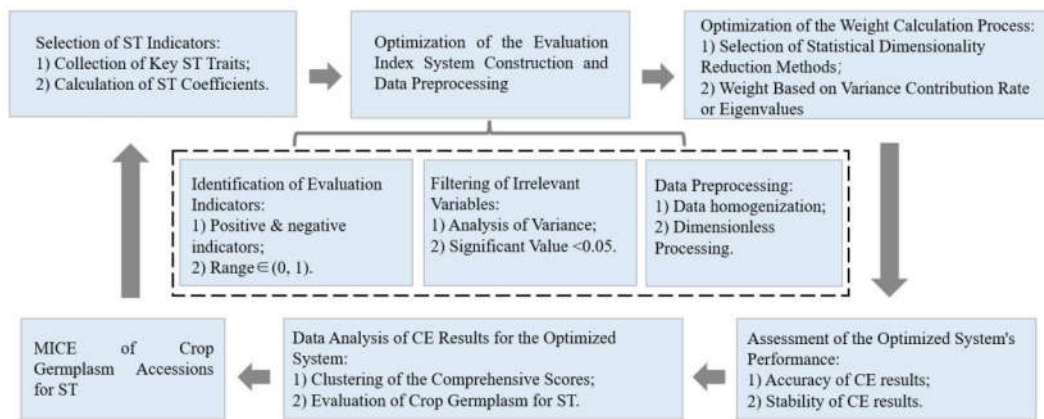 Selection of ST Indicators:
1) Collection of Key ST Traits;
2) Calculation of ST Coefficients.
Optimization of the Evaluation
Index System Construction and
Data Preprocessing
Optimization of the Weight Calculation Process:
1) Selection of Statistical Dimensionality
Reduction Methods;
2) Weight Based on Variance Contribution Rate
or Eigenvalues
Identification of Evaluation
Indicators:
1) Positive & negative
indicators;
2) Range∈(0, 1).
Filtering of Irrelevant
Variables:
1) Analysis of Variance;
2) Significant Value <0.05.
Data Preprocessing:
1) Data homogenization;
2) Dimensionless
Processing.
MICE of Crop
Germplasm Accessions
for ST
Data Analysis of CE Results for the Optimized
System:
1) Clustering of the Comprehensive Scores;
2) Evaluation of Crop Germplasm for ST.
Assessment of the Optimized System's
Performance:
1) Accuracy of CE results;
2) Stability of CE results.